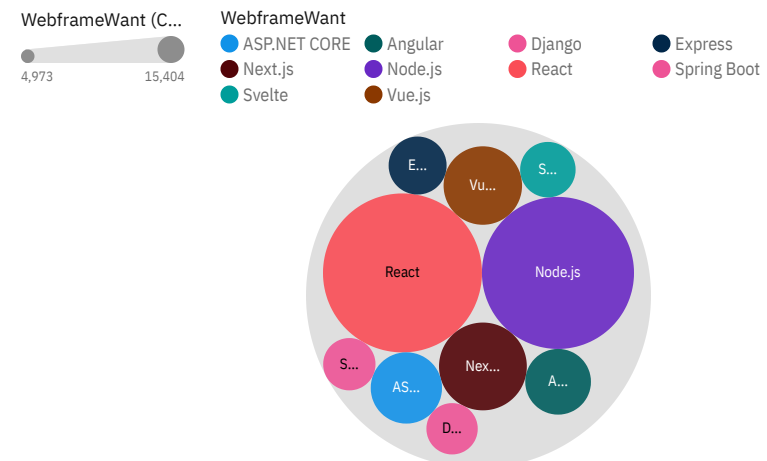 WebframeWant (C...
4,973
15,404
WebframeWant
ASP.NET CORE
Angular
Django
Express
Next.js
Node.js
React
Spring Boot
Svelte
Vue.js
E...
Vu...
S...
React
Node.js
S...
AS...
Nex...
A...
D...